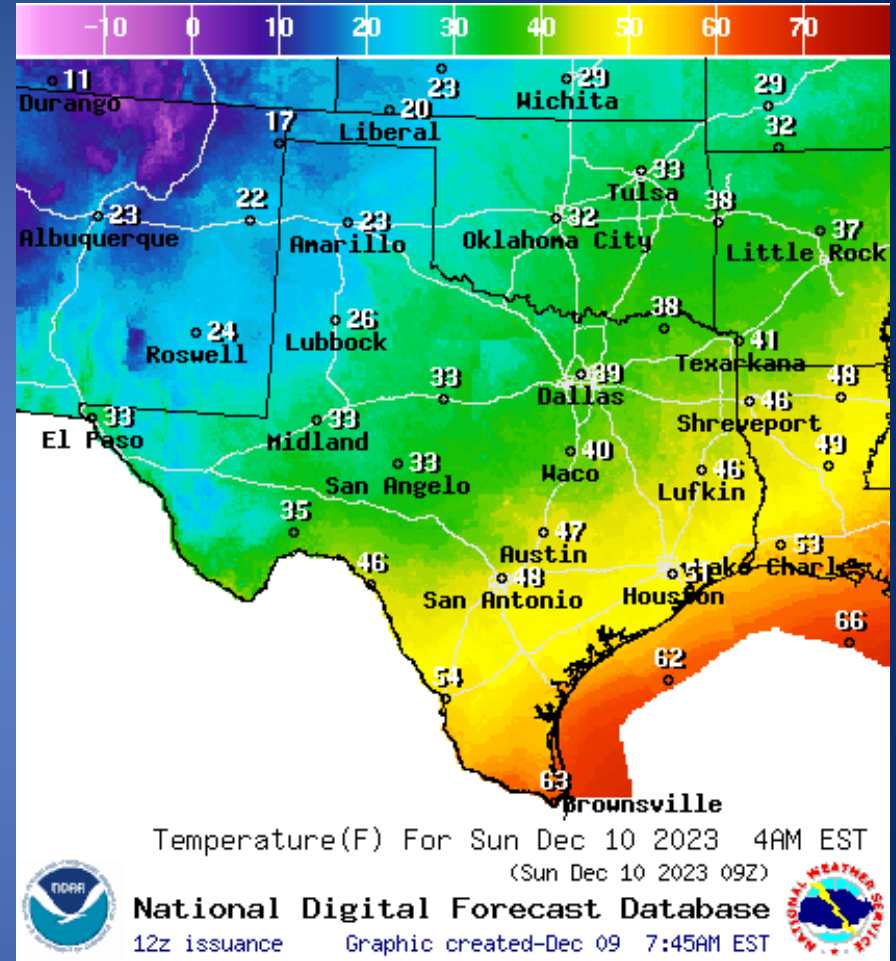 -10 0 10 20 30 40 50 60 70
11
Durango
23
20
Liberal
29
Wichita
29
32
17
33
Tulsa
23
Albuquerque
22
23
Amarillo
32
Oklahoma City
38
37
Little Rock
24
Roswell
26
Lubbock
38
41
Texarkana
39
Dallas
33
33
El Paso
33
Midland
46
Shreveport
48
33
San Angelo
40
Waco
46
Lufkin
49
35
47
Austin
53
Lake Charles
46
48
San Antonio
51
Houston
66
54
62
63
Brownsville
Temperature(F) For Sun Dec 10 2023 4AM EST
(Sun Dec 10 2023 09Z)
NOAA
National Digital Forecast Database
12z issuance Graphic created-Dec 09 7:45AM EST
NATIONAL WEATHER SERVICE